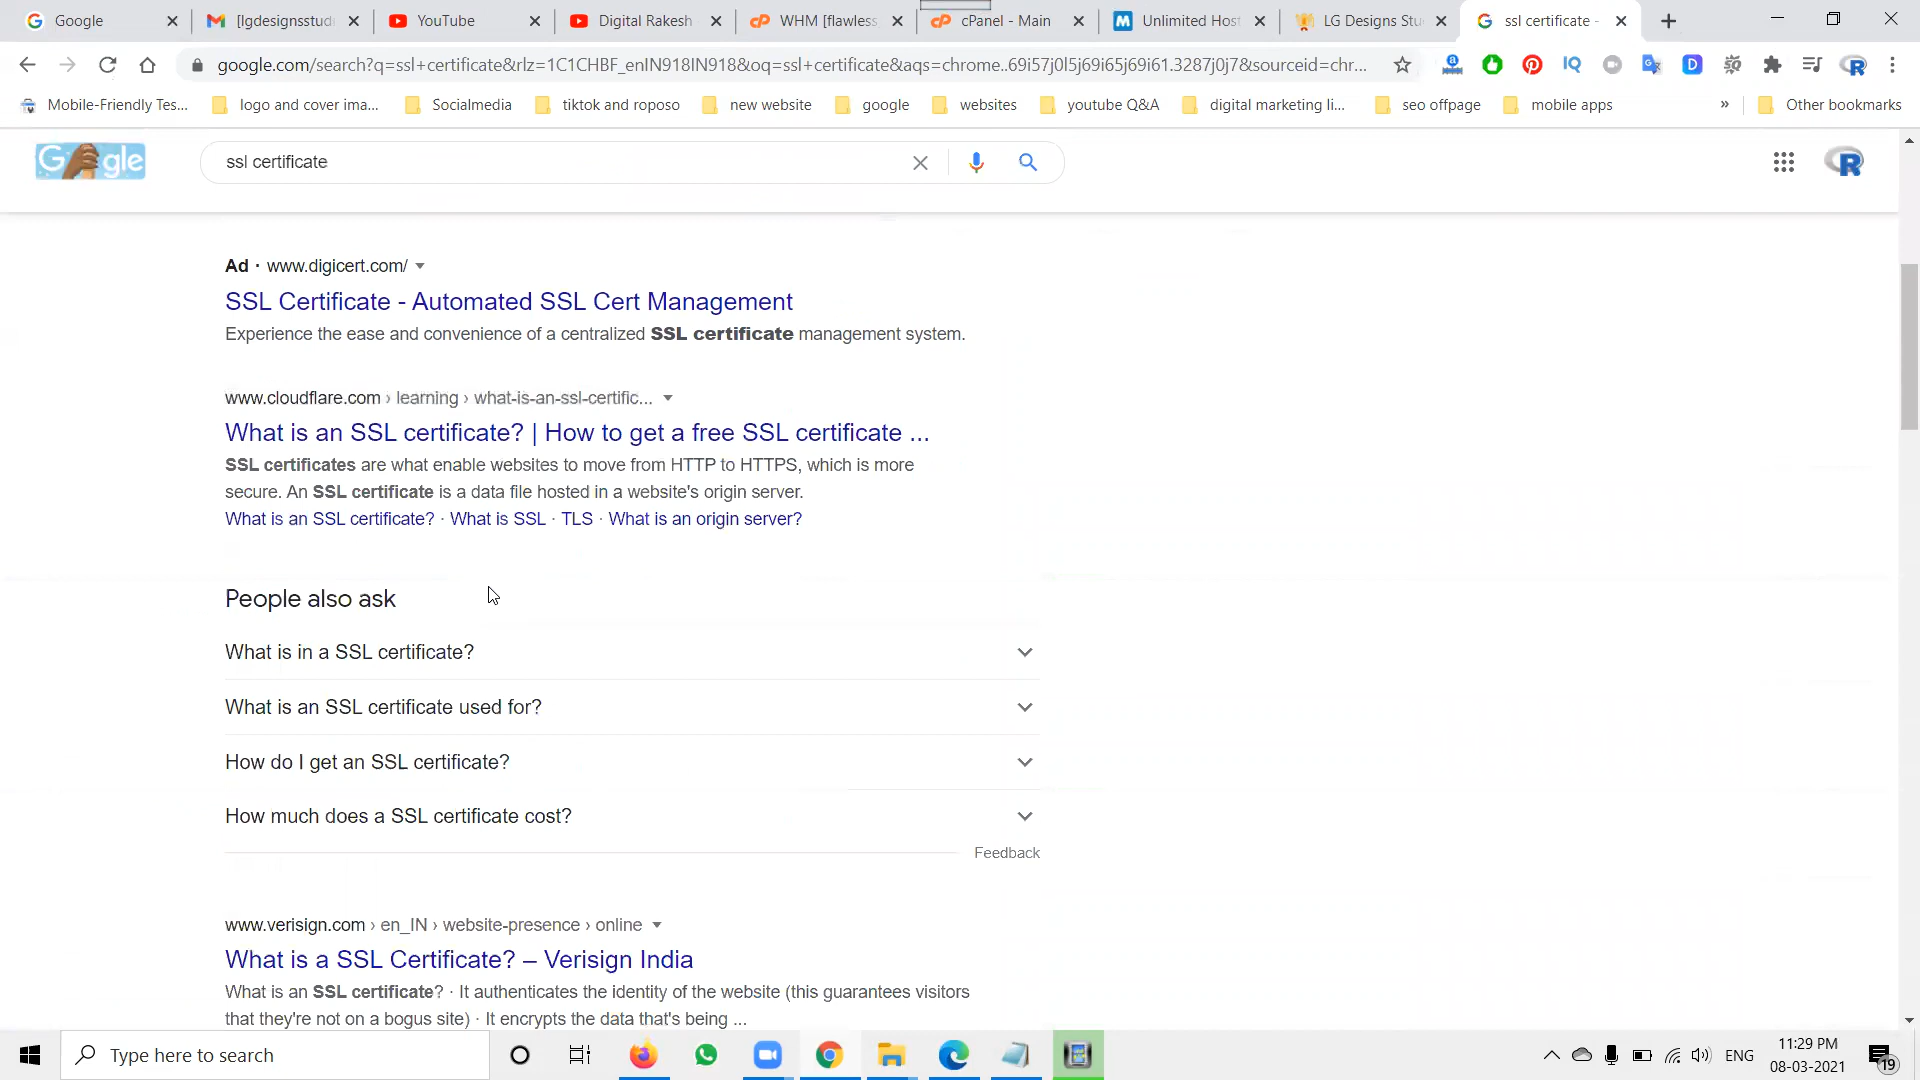 Google
[lgdesignsstud
YouTube
Digital Rakesh
WHM [flawless
cPanel - Main
Unlimited Host
LG Designs Stu
ssl certificate -
google.com/search?q=ssl+certificate&rlz=1C1CHBF_enIN918IN918&oq=ssl+certificate&aqs=chrome..69i57j0l5j69i65j69i61.3287j0j7&sourceid=chr...
Mobile-Friendly Tes...
logo and cover ima...
Socialmedia
tiktok and roposo
new website
google
websites
youtube Q&A
digital marketing li...
seo offpage
mobile apps
»
Other bookmarks
Google
ssl certificate
Ad · www.digicert.com/
SSL Certificate - Automated SSL Cert Management
Experience the ease and convenience of a centralized SSL certificate management system.
www.cloudflare.com › learning › what-is-an-ssl-certific...
What is an SSL certificate? | How to get a free SSL certificate ...
SSL certificates are what enable websites to move from HTTP to HTTPS, which is more
secure. An SSL certificate is a data file hosted in a website's origin server.
What is an SSL certificate? · What is SSL · TLS · What is an origin server?
People also ask
What is in a SSL certificate?
What is an SSL certificate used for?
How do I get an SSL certificate?
How much does a SSL certificate cost?
Feedback
www.verisign.com › en_IN › website-presence › online
What is a SSL Certificate? – Verisign India
What is an SSL certificate? · It authenticates the identity of the website (this guarantees visitors
that they're not on a bogus site) · It encrypts the data that's being ...
Type here to search
ENG
11:29 PM
08-03-2021
19